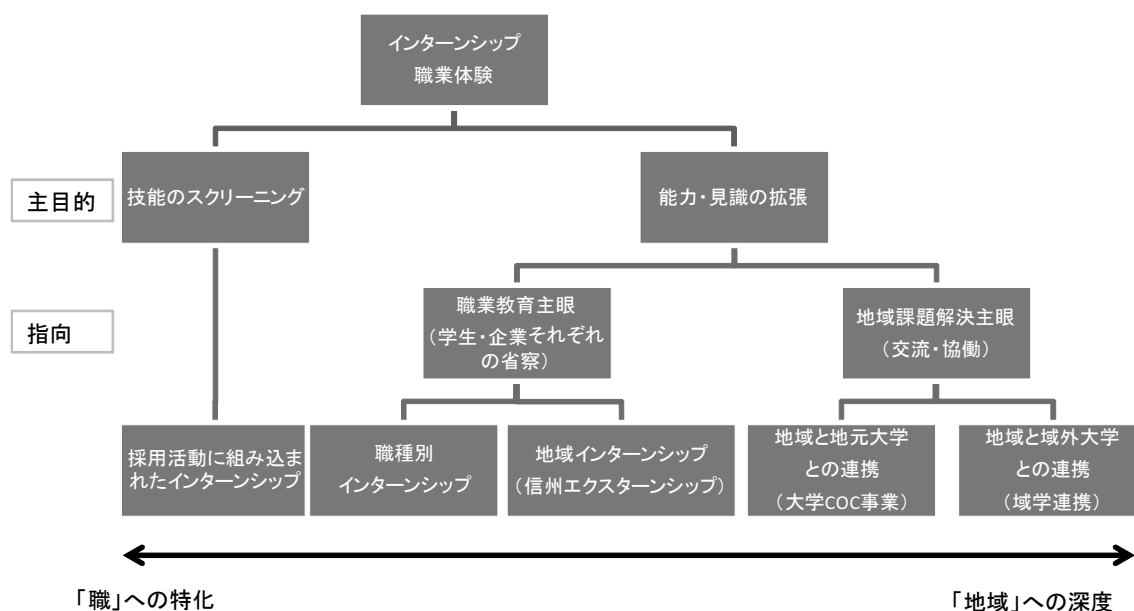 インターンシップ
職業体験
主目的
技能のスクリーニング
能力・見識の拡張
指向
職業教育主眼
（学生・企業それぞれ
の省察）
地域課題解決主眼
（交流・協働）
採用活動に組み込ま
れたインターンシップ
職種別
インターンシップ
地域インターンシップ
（信州エクスターンシップ）
地域と地元大学
との連携
（大学COC事業）
地域と域外大学
との連携
（域学連携）
「職」への特化
「地域」への深度